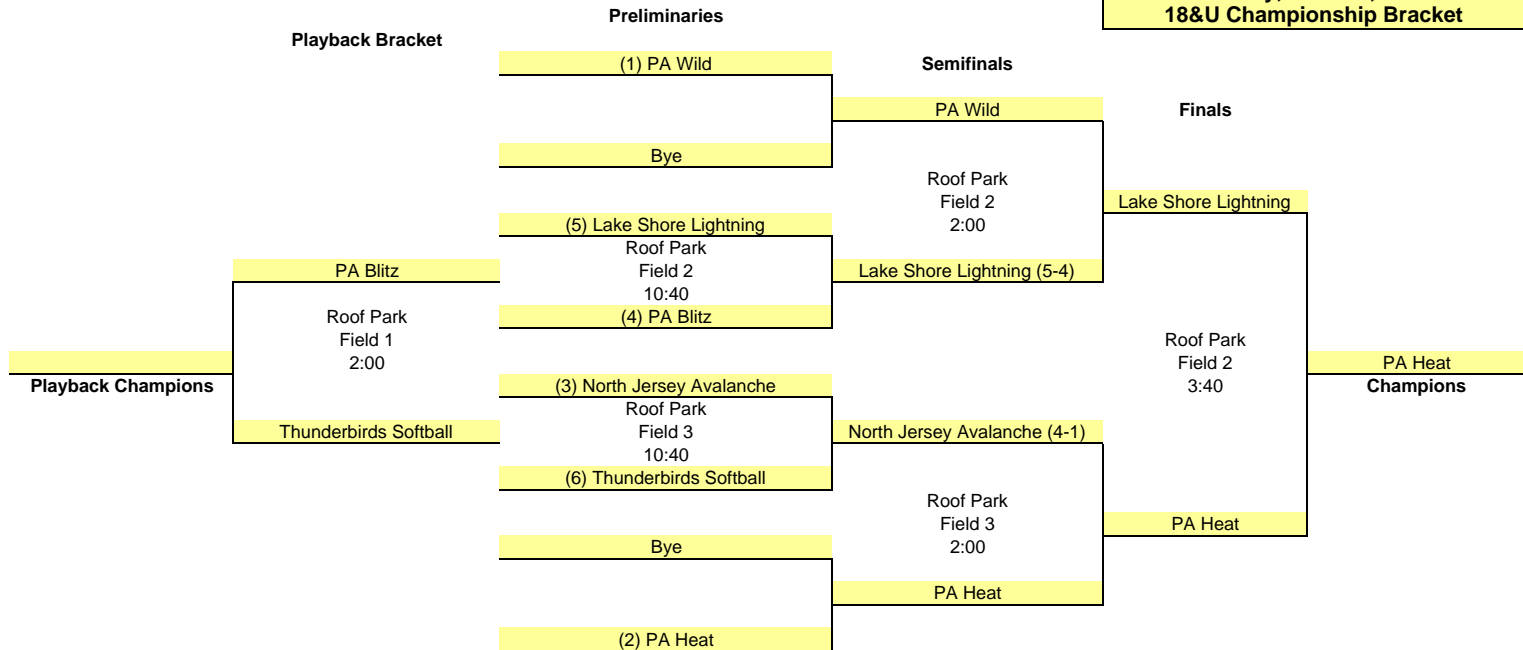 Preliminaries
18&U Championship Bracket
Playback Bracket
(1) PA Wild
Semifinals
PA Wild
Finals
Bye
Roof Park
Field 2
2:00
Lake Shore Lightning
(5) Lake Shore Lightning
Roof Park
Field 2
10:40
PA Blitz
Lake Shore Lightning (5-4)
(4) PA Blitz
Roof Park
Field 1
2:00
Roof Park
Field 2
3:40
PA Heat
Playback Champions
Champions
(3) North Jersey Avalanche
Roof Park
Field 3
10:40
Thunderbirds Softball
North Jersey Avalanche (4-1)
(6) Thunderbirds Softball
Roof Park
Field 3
2:00
PA Heat
Bye
PA Heat
(2) PA Heat